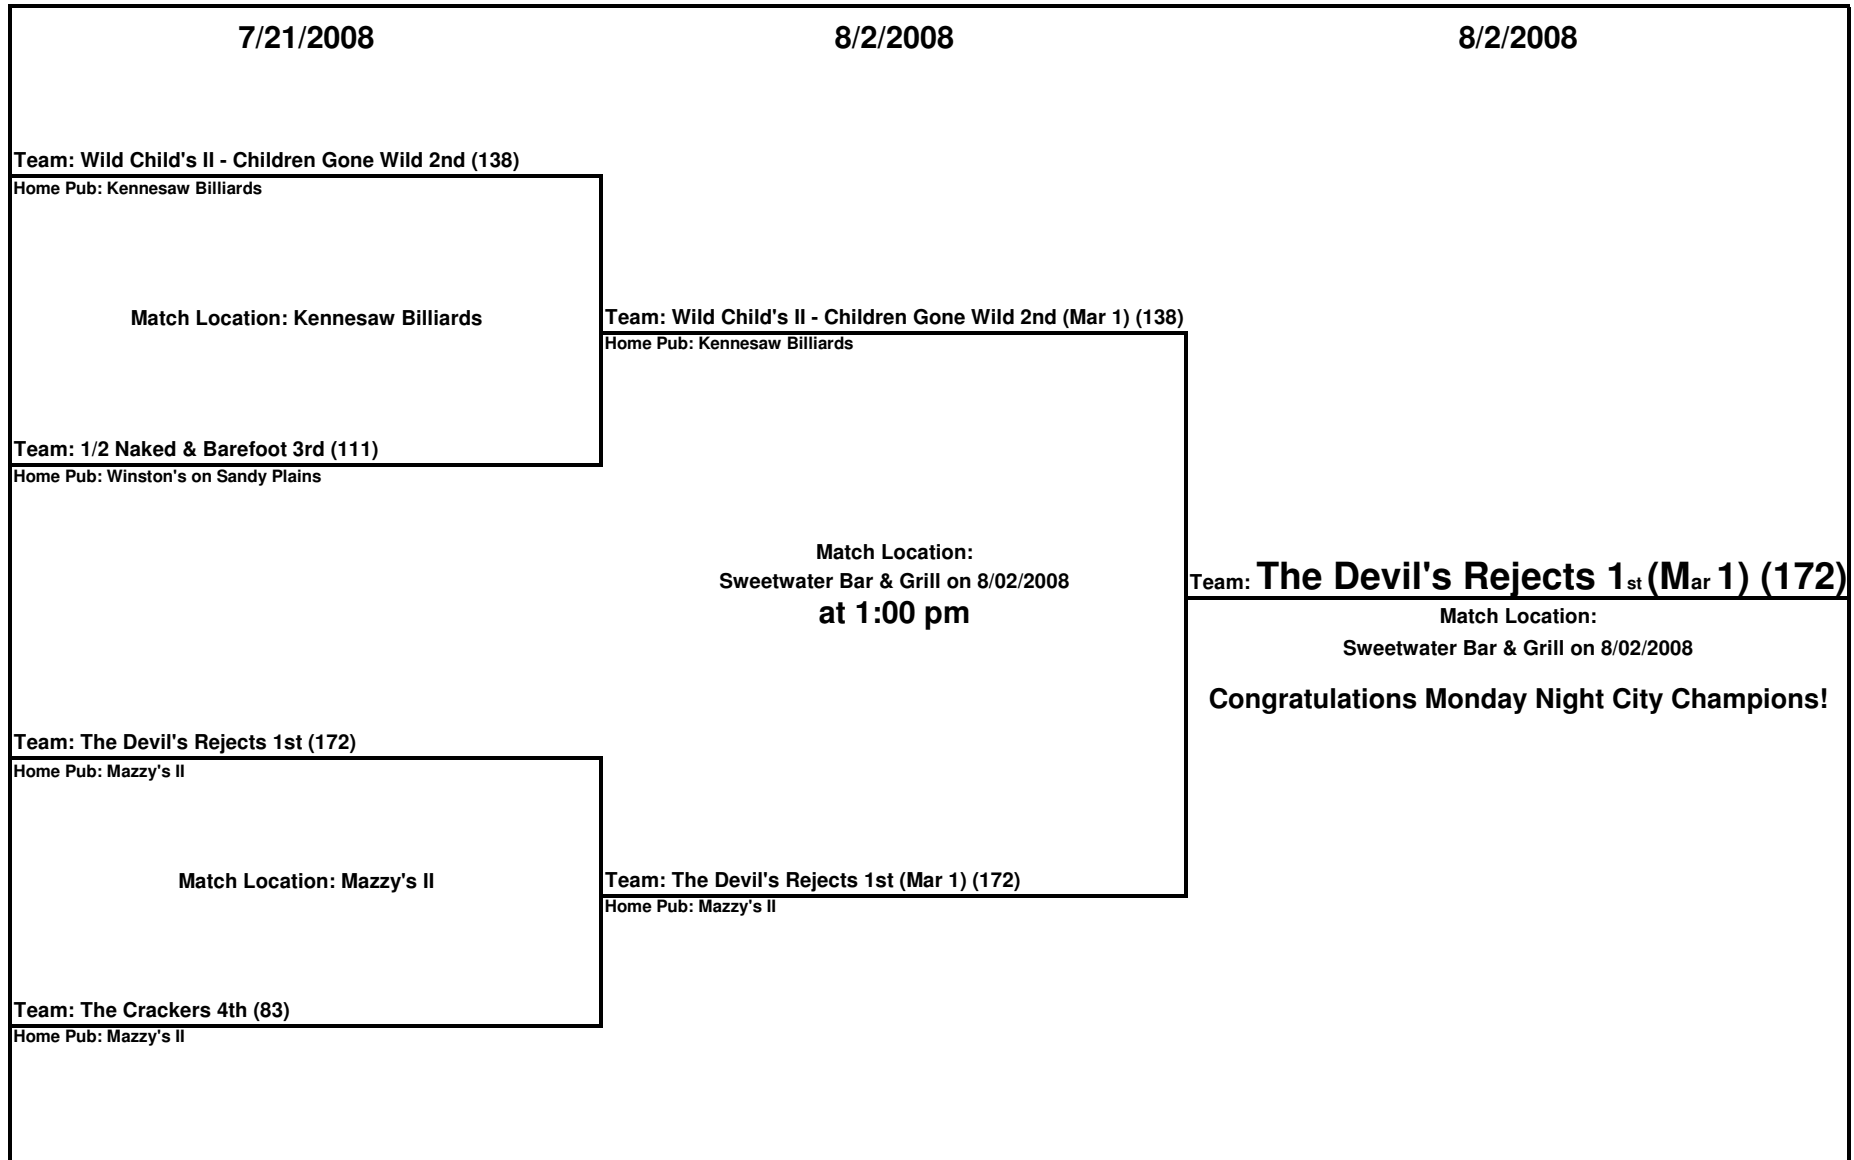 7/21/2008 8/2/2008 8/2/2008
Team: Wild Child's II - Children Gone Wild 2nd (138)
Home Pub: Kennesaw Billiards
Match Location: Kennesaw Billiards
Team: 1/2 Naked & Barefoot 3rd (111)
Home Pub: Winston's on Sandy Plains
Team: The Devil's Rejects 1st (172)
Home Pub: Mazzy's II
Match Location: Mazzy's II
Team: The Crackers 4th (83)
Home Pub: Mazzy's II
Team: Wild Child's II - Children Gone Wild 2nd (Mar 1) (138)
Home Pub: Kennesaw Billiards
Match Location:
Sweetwater Bar & Grill on 8/02/2008
at 1:00 pm
Team: The Devil's Rejects 1st (Mar 1) (172)
Home Pub: Mazzy's II
Team: The Devil's Rejects 1st (Mar 1) (172)
Match Location:
Sweetwater Bar & Grill on 8/02/2008
Congratulations Monday Night City Champions!